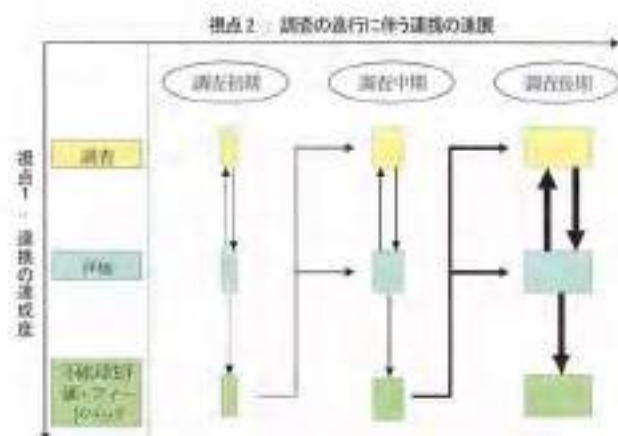 視点2：調査の進行に伴う連携の進展
調査初期
調査中期
調査後期
視点1：連携の達成度
調査
評価